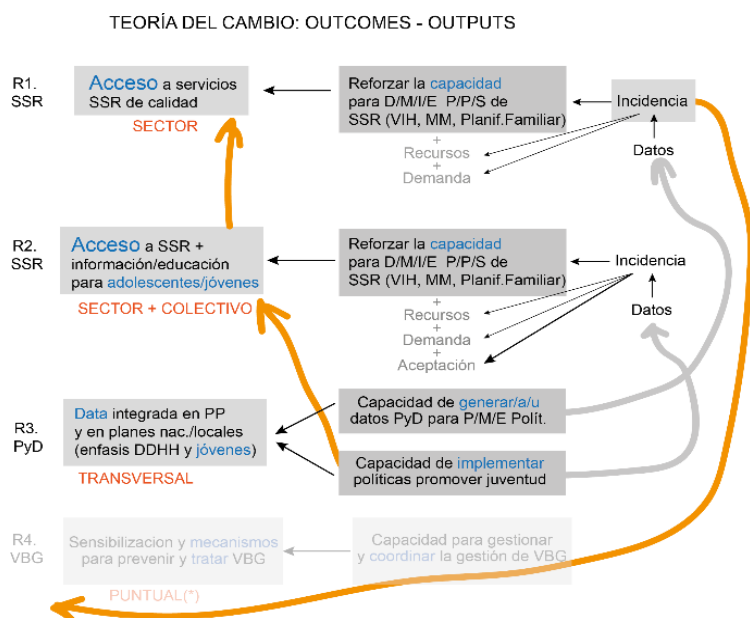 TEORÍA DEL CAMBIO: OUTCOMES - OUTPUTS
R1.
SSR
Acceso a servicios
SSR de calidad
SECTOR
Reforzar la capacidad
para D/M/I/E P/P/S de
SSR (VIH, MM, Planif.Familiar)
+
Recursos
+
Demanda
Incidencia
Datos
R2.
SSR
Acceso a SSR +
información/educación
para adolescentes/jóvenes
SECTOR + COLECTIVO
Reforzar la capacidad
para D/M/I/E P/P/S de
SSR (VIH, MM, Planif.Familiar)
+
Recursos
+
Demanda
+
Aceptación
Incidencia
Datos
R3.
PyD
Data integrada en PP
y en planes nac./locales
(enfasis DDHH y jóvenes)
TRANSVERSAL
Capacidad de generar/a/u
datos PyD para P/M/E Polít.
Capacidad de implementar
políticas promover juventud
R4.
VBG
Sensibilizacion y mecanismos
para prevenir y tratar VBG
PUNTUAL(*)
Capacidad para gestionar
y coordinar la gestión de VBG